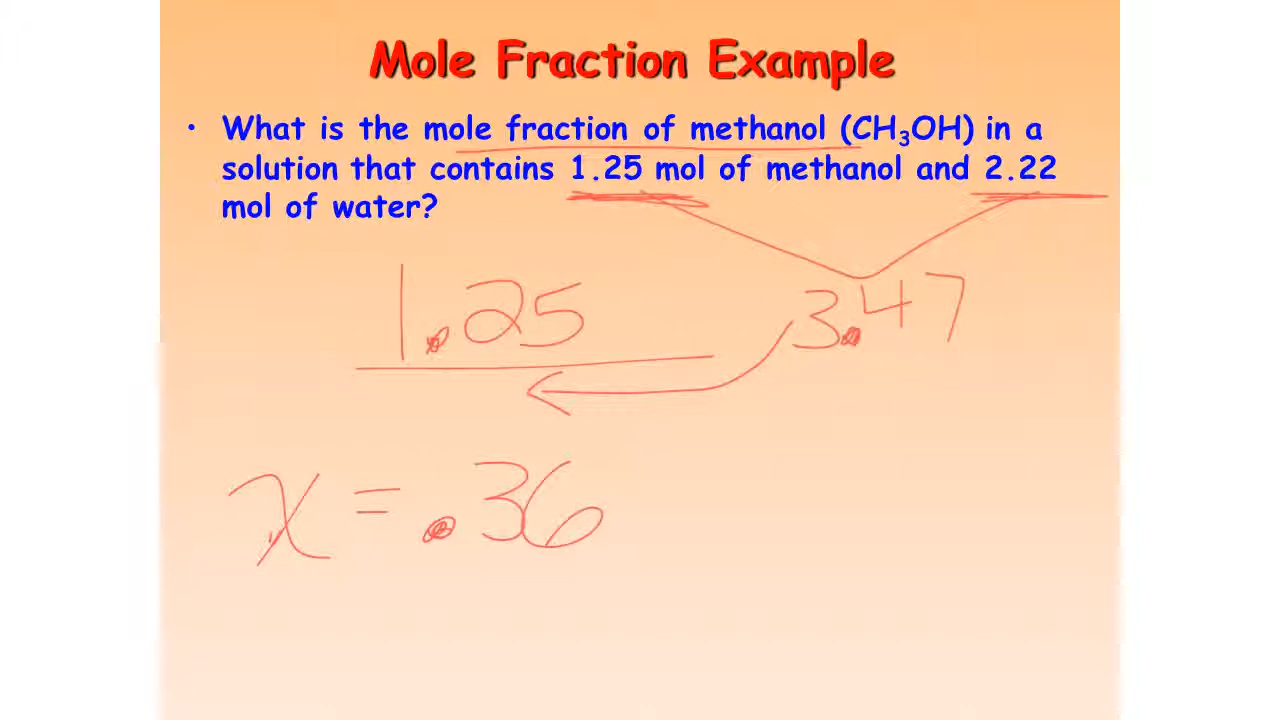 Mole Fraction Example
• What is the mole fraction of methanol (CH₃OH) in a
solution that contains 1.25 mol of methanol and 2.22
mol of water?
1.25 3.47
χ = .36